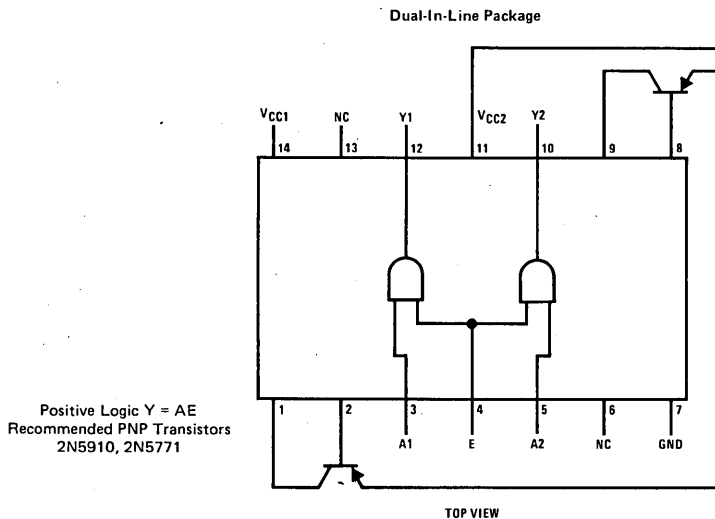 Dual-In-Line Package
VCC1 NC Y1 VCC2 Y2
14 13 12 11 10 9 8
1 2 3 4 5 6 7
A1 E A2 NC GND
Positive Logic Y = AE
Recommended PNP Transistors
2N5910, 2N5771
TOP VIEW